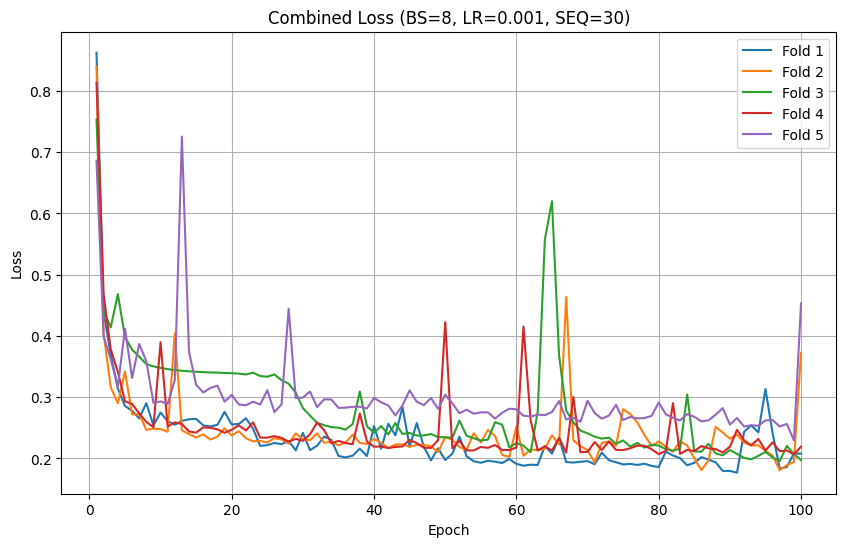 Combined Loss (BS=8, LR=0.001, SEQ=30)
Fold 1
Fold 2
Fold 3
Fold 4
Fold 5
Loss
0.8
0.7
0.6
0.5
0.4
0.3
0.2
0 20 40 60 80 100
Epoch